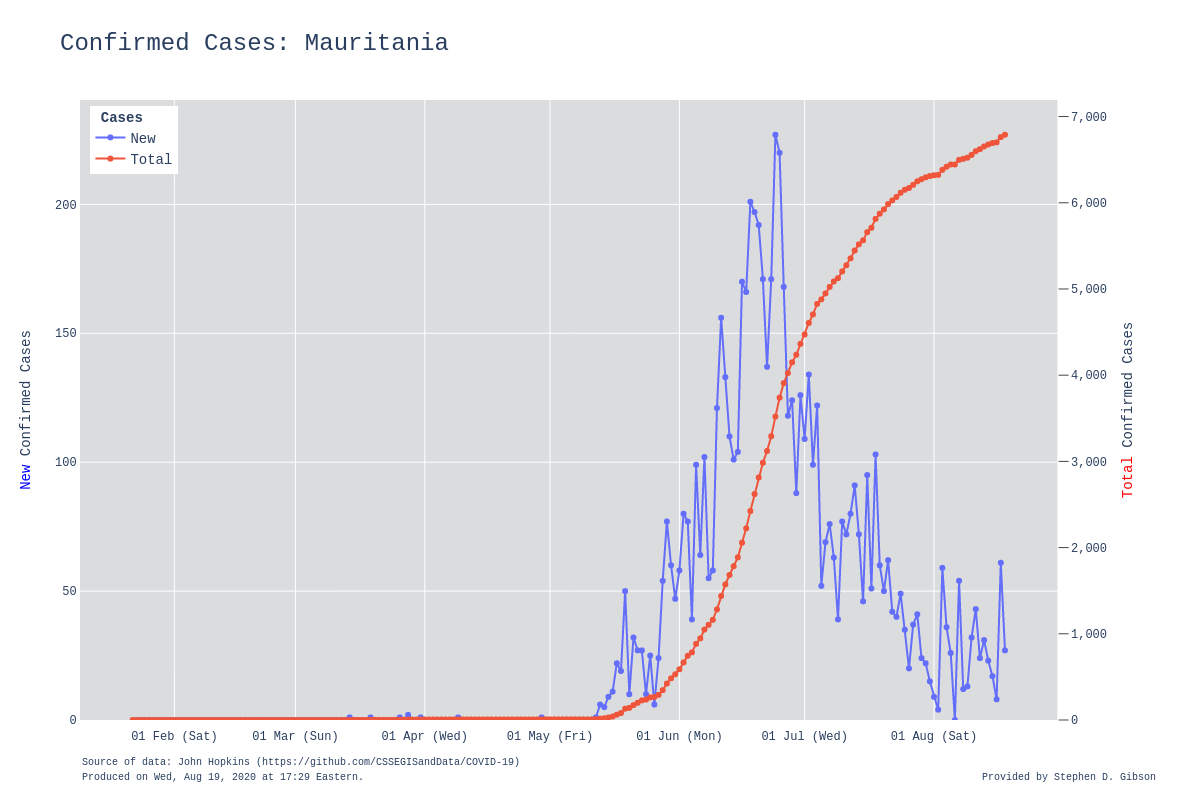 Confirmed Cases: Mauritania
Cases
New
Total
200
150
100
50
0
7,000
6,000
5,000
4,000
3,000
2,000
1,000
0
New Confirmed Cases
Total Confirmed Cases
01 Feb (Sat) 01 Mar (Sun) 01 Apr (Wed) 01 May (Fri) 01 Jun (Mon) 01 Jul (Wed) 01 Aug (Sat)
Source of data: John Hopkins (https://github.com/CSSEGISandData/COVID-19)
Produced on Wed, Aug 19, 2020 at 17:29 Eastern.
Provided by Stephen D. Gibson